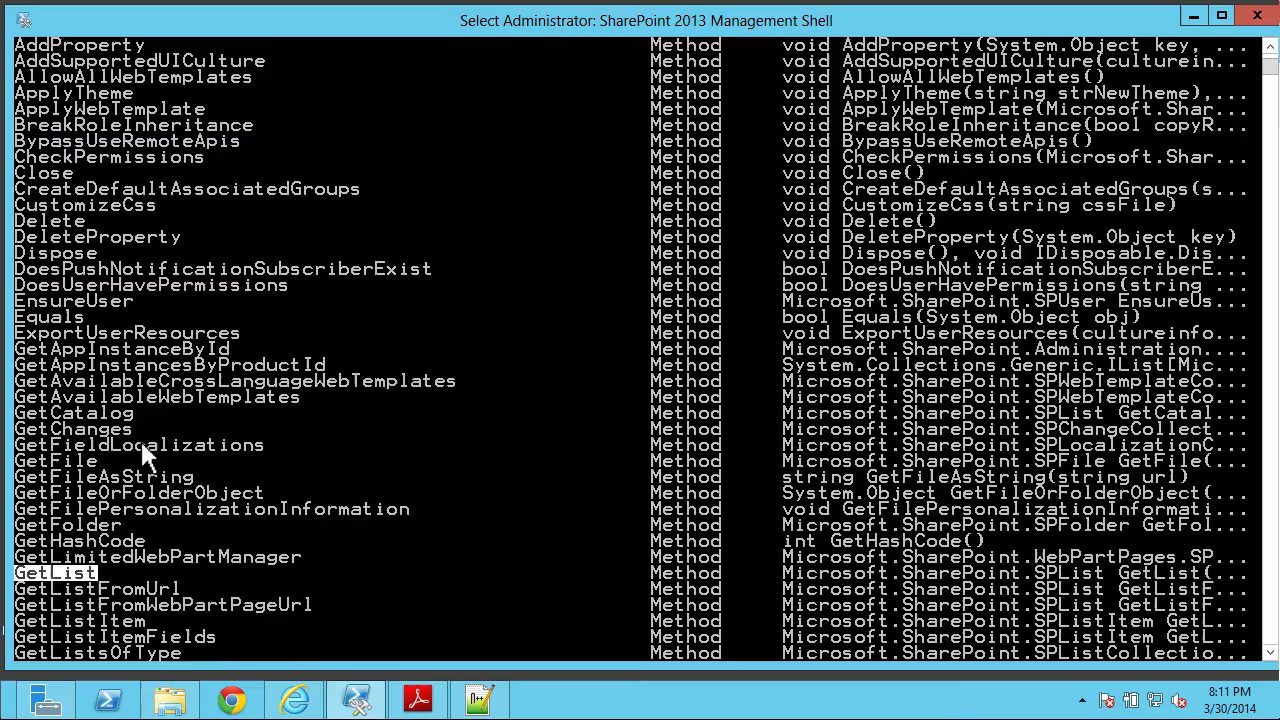 Select Administrator: SharePoint 2013 Management Shell
AddProperty Method void AddProperty(System.Object key, ...
AddSupportedUICulture Method void AddSupportedUICulture(culturein...
AllowAllWebTemplates Method void AllowAllWebTemplates()
ApplyTheme Method void ApplyTheme(string strNewTheme),...
ApplyWebTemplate Method void ApplyWebTemplate(Microsoft.Shar...
BreakRoleInheritance Method void BreakRoleInheritance(bool copyR...
BypassUseRemoteApis Method void BypassUseRemoteApis()
CheckPermissions Method void CheckPermissions(Microsoft.Shar...
Close Method void Close()
CreateDefaultAssociatedGroups Method void CreateDefaultAssociatedGroups(s...
CustomizeCss Method void CustomizeCss(string cssFile)
Delete Method void Delete()
DeleteProperty Method void DeleteProperty(System.Object key)
Dispose Method void Dispose(), void IDisposable.Dis...
DoesPushNotificationSubscriberExist Method bool DoesPushNotificationSubscriberE...
DoesUserHavePermissions Method bool DoesUserHavePermissions(string ...
EnsureUser Method Microsoft.SharePoint.SPUser EnsureUs...
Equals Method bool Equals(System.Object obj)
ExportUserResources Method void ExportUserResources(cultureinfo...
GetAppInstanceById Method Microsoft.SharePoint.Administration....
GetAppInstancesByProductId Method System.Collections.Generic.IList[Mic...
GetAvailableCrossLanguageWebTemplates Method Microsoft.SharePoint.SPWebTemplateCo...
GetAvailableWebTemplates Method Microsoft.SharePoint.SPWebTemplateCo...
GetCatalog Method Microsoft.SharePoint.SPList GetCatal...
GetChanges Method Microsoft.SharePoint.SPChangeCollect...
GetFieldLocalizations Method Microsoft.SharePoint.SPLocalizationC...
GetFile Method Microsoft.SharePoint.SPFile GetFile(...
GetFileAsString Method string GetFileAsString(string url)
GetFileOrFolderObject Method System.Object GetFileOrFolderObject(...
GetFilePersonalizationInformation Method void GetFilePersonalizationInformati...
GetFolder Method Microsoft.SharePoint.SPFolder GetFol...
GetHashCode Method int GetHashCode()
GetLimitedWebPartManager Method Microsoft.SharePoint.WebPartPages.SP...
GetList Method Microsoft.SharePoint.SPList GetList(...
GetListFromUrl Method Microsoft.SharePoint.SPList GetListF...
GetListFromWebPartPageUrl Method Microsoft.SharePoint.SPList GetListF...
GetListItem Method Microsoft.SharePoint.SPListItem GetL...
GetListItemFields Method Microsoft.SharePoint.SPListItem GetL...
GetListsOfType Method Microsoft.SharePoint.SPListCollectio...
8:11 PM
3/30/2014